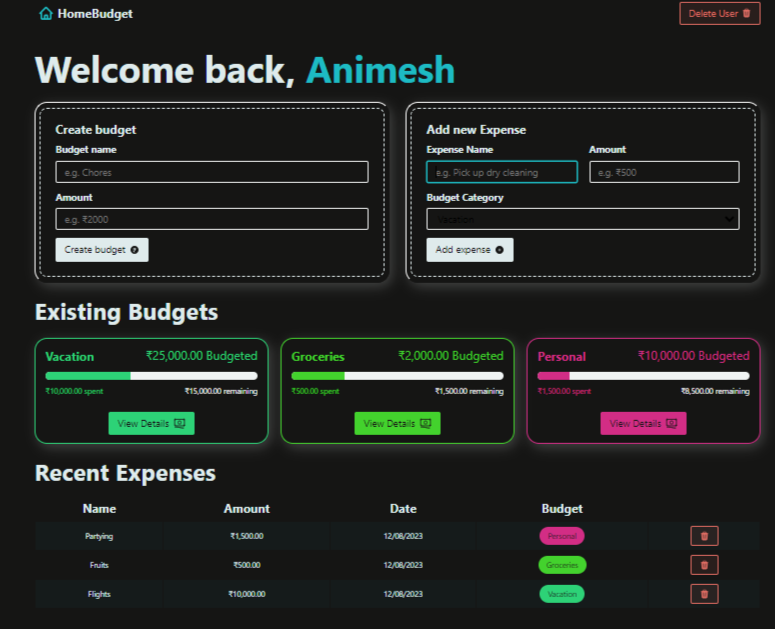 HomeBudget
Delete User
Welcome back, Animesh
Create budget
Budget name
e.g. Chores
Amount
e.g. ₹2000
Create budget
Add new Expense
Expense Name
Amount
e.g. Pick up dry cleaning
e.g. ₹500
Budget Category
Vacation
Add expense
Existing Budgets
Vacation
₹25,000.00 Budgeted
₹10,000.00 spent
₹15,000.00 remaining
View Details
Groceries
₹2,000.00 Budgeted
₹500.00 spent
₹1,500.00 remaining
View Details
Personal
₹10,000.00 Budgeted
₹1,500.00 spent
₹8,500.00 remaining
View Details
Recent Expenses
Name Amount Date Budget
Partying ₹1,500.00 12/08/2023 Personal
Fruits ₹500.00 12/08/2023 Groceries
Flights ₹10,000.00 12/08/2023 Vacation